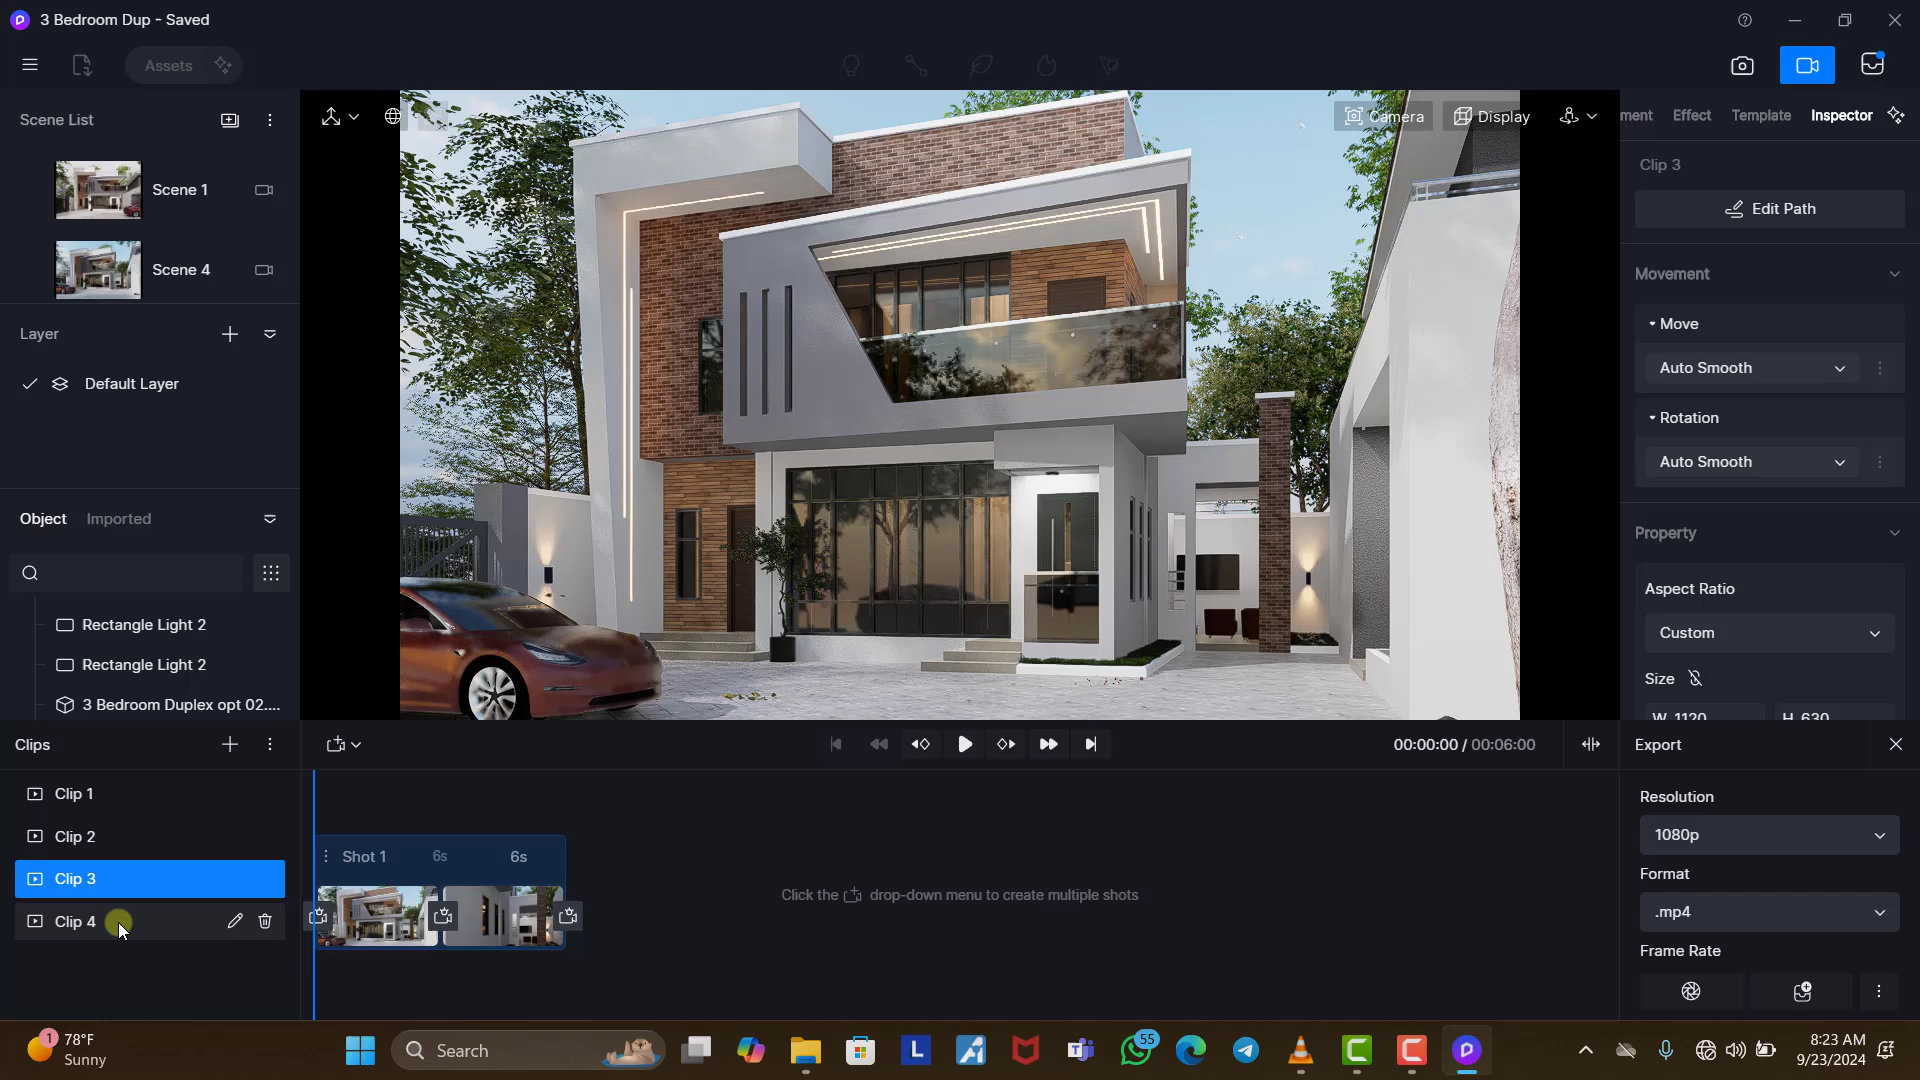 3 Bedroom Dup - Saved
Assets
Scene List
Scene 1
Scene 4
Layer
Default Layer
Object Imported
Rectangle Light 2
Rectangle Light 2
3 Bedroom Duplex opt 02....
Camera Display
ment Effect Template Inspector
Clip 3
Edit Path
Movement
Move
Auto Smooth
Rotation
Auto Smooth
Property
Aspect Ratio
Custom
Size
W 1120 H 630
Clips
Clip 1
Clip 2
Clip 3
Clip 4
00:00:00 / 00:06:00
Shot 1 6s 6s
Click the drop-down menu to create multiple shots
Export
Resolution
1080p
Format
.mp4
Frame Rate
1
78°F
Sunny
Search
L
55
8:23 AM
9/23/2024